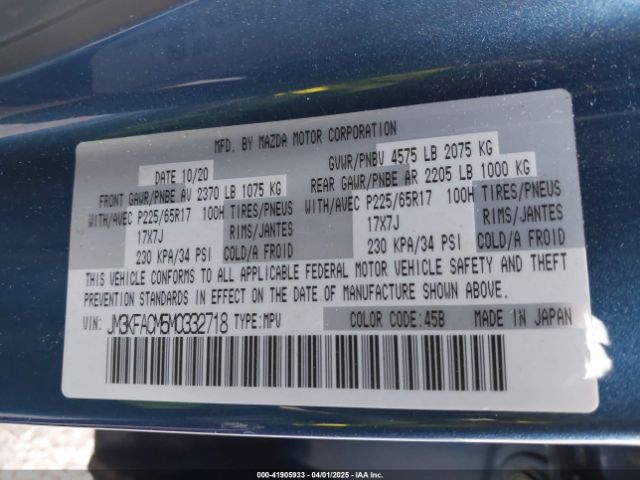 MFD. BY MAZDA MOTOR CORPORATION
DATE 10/20 GVWR/PNBV 4575 LB 2075 KG
FRONT GAWR/PNBE AV 2370 LB 1075 KG REAR GAWR/PNBE AR 2205 LB 1000 KG
WITH/AVEC P225/65R17 100H TIRES/PNEUS WITH/AVEC P225/65R17 100H TIRES/PNEUS
17X7J RIMS/JANTES 17X7J RIMS/JANTES
230 KPA/34 PSI COLD/A FROID 230 KPA/34 PSI COLD/A FROID
THIS VEHICLE CONFORMS TO ALL APPLICABLE FEDERAL MOTOR VEHICLE SAFETY AND THEFT
PREVENTION STANDARDS IN EFFECT ON THE DATE OF MANUFACTURE SHOWN ABOVE.
VIN: JM3KFACM5M0332718 TYPE: MPV COLOR CODE: 45B MADE IN JAPAN
000-41905933 - 04/01/2025 - IAA Inc.